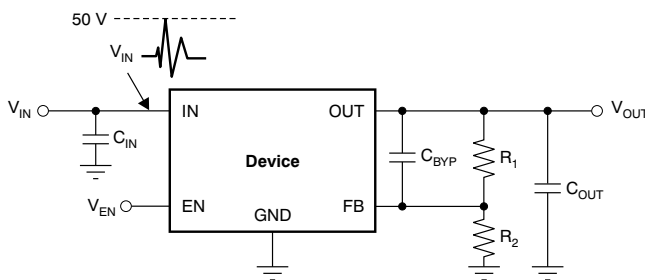 50 V
V_IN
V_IN
IN
OUT
V_OUT
C_IN
Device
C_BYP
R_1
C_OUT
V_EN
EN
GND
FB
R_2